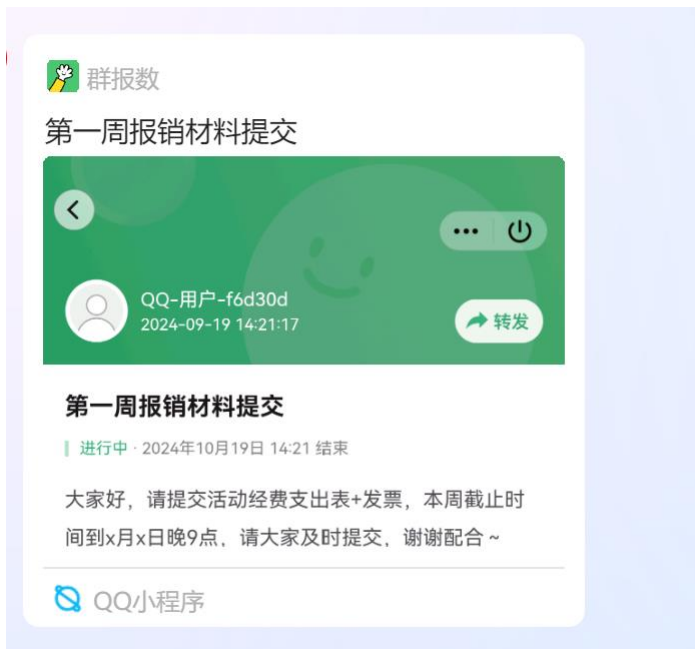 群报数
第一周报销材料提交
QQ-用户-f6d30d
2024-09-19 14:21:17
转发
第一周报销材料提交
进行中 · 2024年10月19日 14:21 结束
大家好，请提交活动经费支出表+发票，本周截止时
间到x月x日晚9点，请大家及时提交，谢谢配合~
QQ小程序